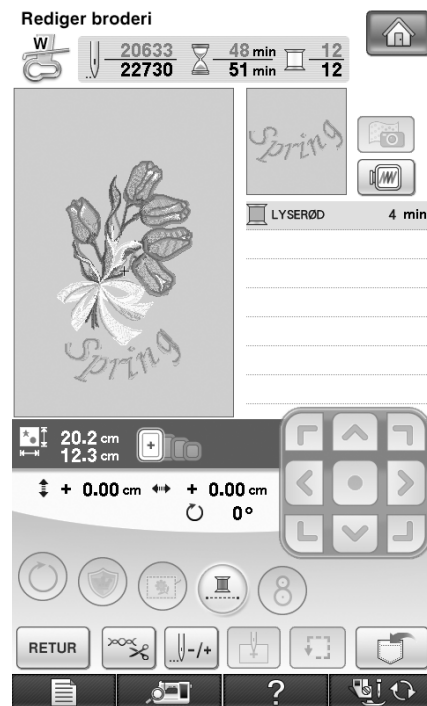 Rediger broderi
W 20633 48 min 12
22730 51 min 12
Spring
LYSERØD 4 min
Spring
20.2 cm
12.3 cm
+ 0.00 cm + 0.00 cm
0°
8
RETUR -/+
?